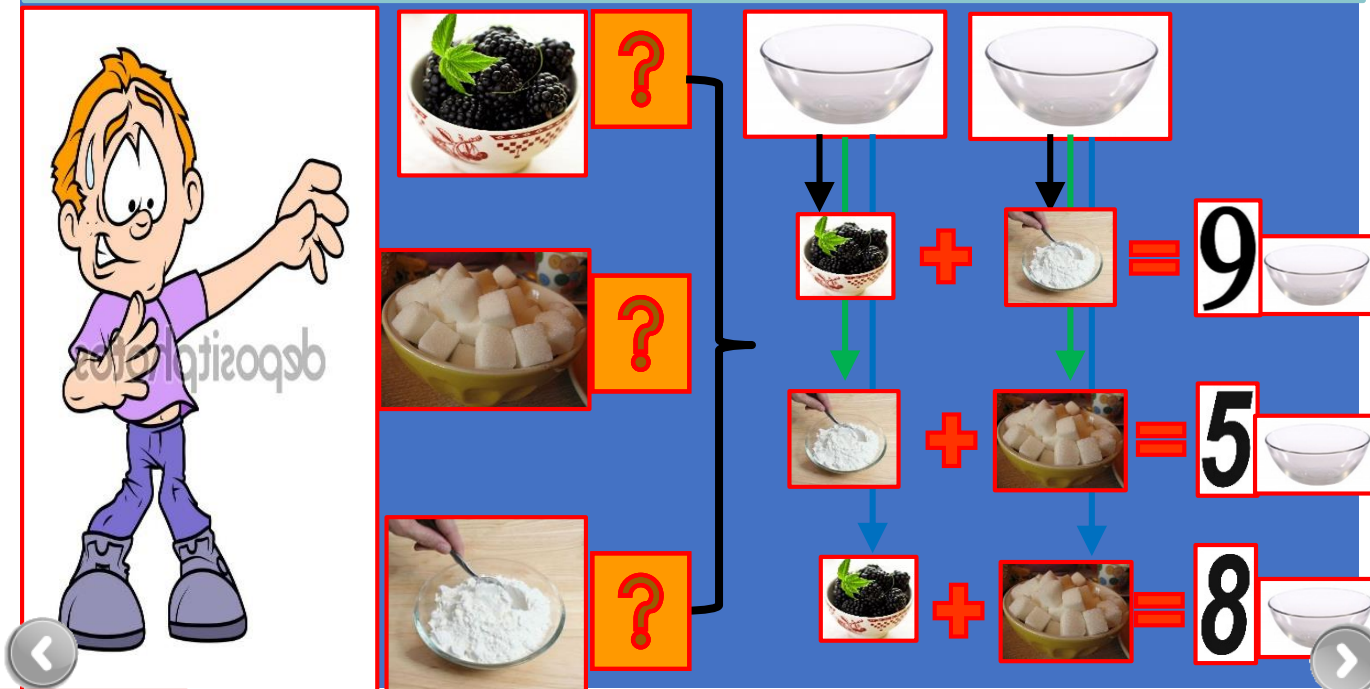 ?
?
?
+ = 9
+ = 5
+ = 8
depositphotos